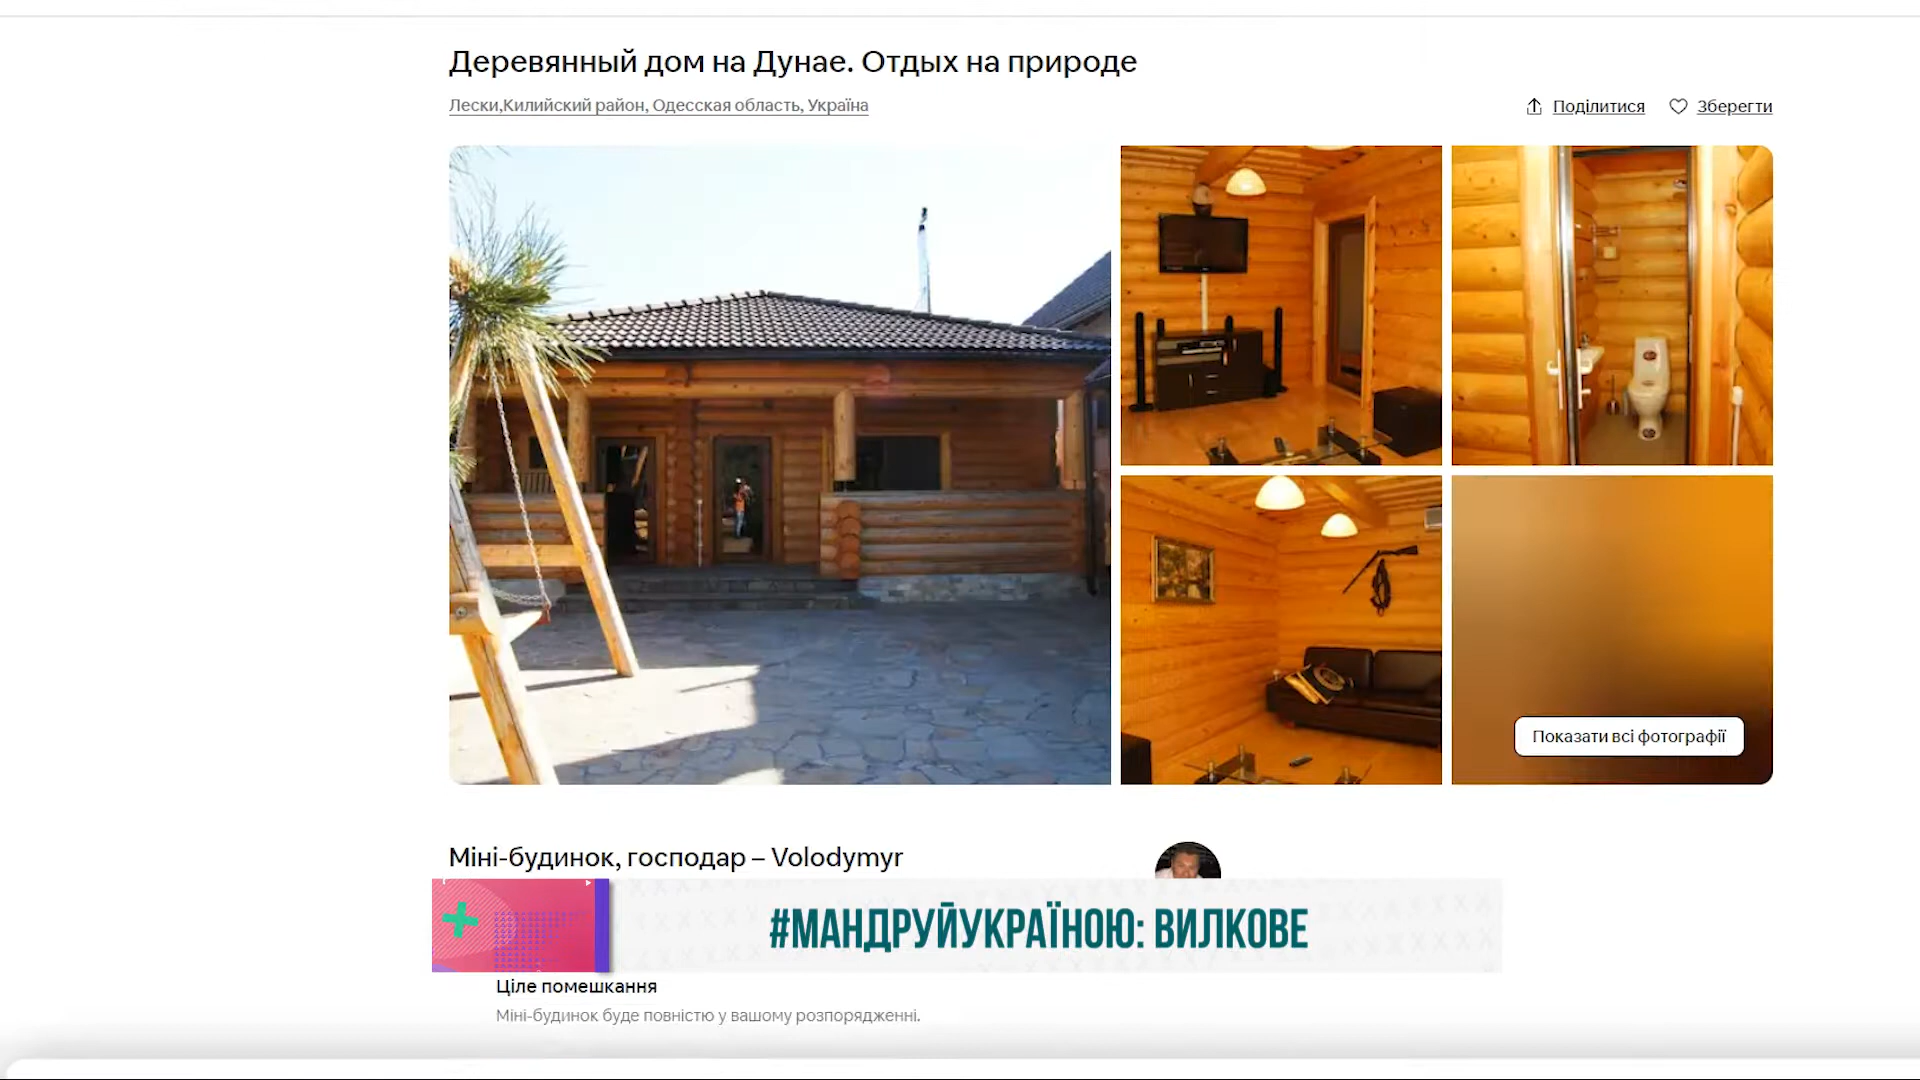 Деревянный дом на Дунае. Отдых на природе
Лески,Килийский район, Одесская область, Україна
Поділитися
Зберегти
Показати всі фотографії
Міні-будинок, господар – Volodymyr
#МАНДРУЙУКРАЇНОЮ: ВИЛКОВЕ
Ціле помешкання
Міні-будинок буде повністю у вашому розпорядженні.